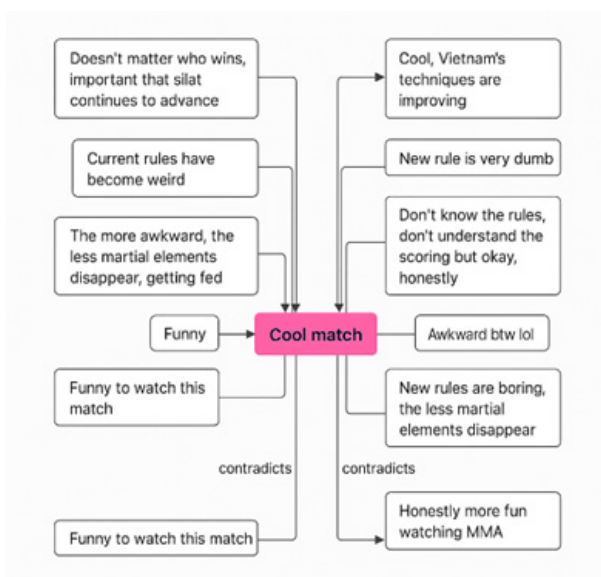 Doesn't matter who wins,
important that silat
continues to advance
Cool, Vietnam's
techniques are
improving
Current rules have
become weird
New rule is very dumb
The more awkward, the
less martial elements
disappear, getting fed
Don't know the rules,
don't understand the
scoring but okay,
honestly
Funny
Cool match
Awkward btw lol
Funny to watch this
match
New rules are boring,
the less martial
elements disappear
contradicts
contradicts
Funny to watch this match
Honestly more fun
watching MMA